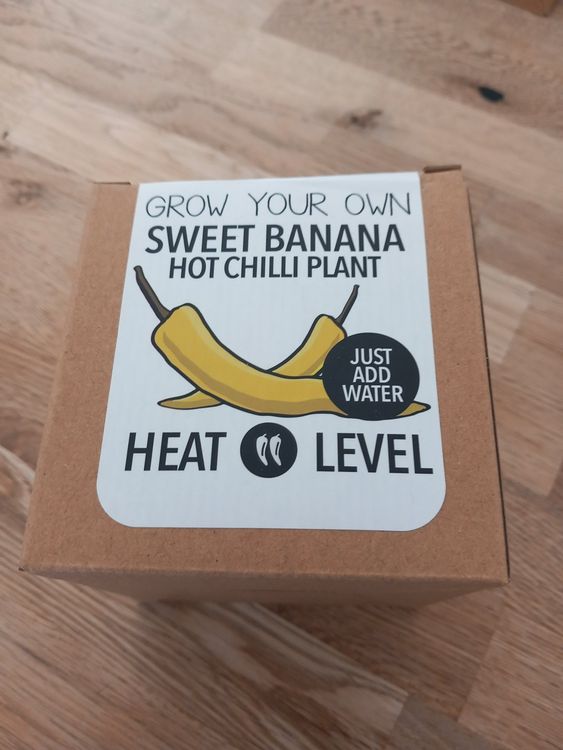 GROW YOUR OWN
SWEET BANANA
HOT CHILLI PLANT
JUST
ADD
WATER
HEAT LEVEL